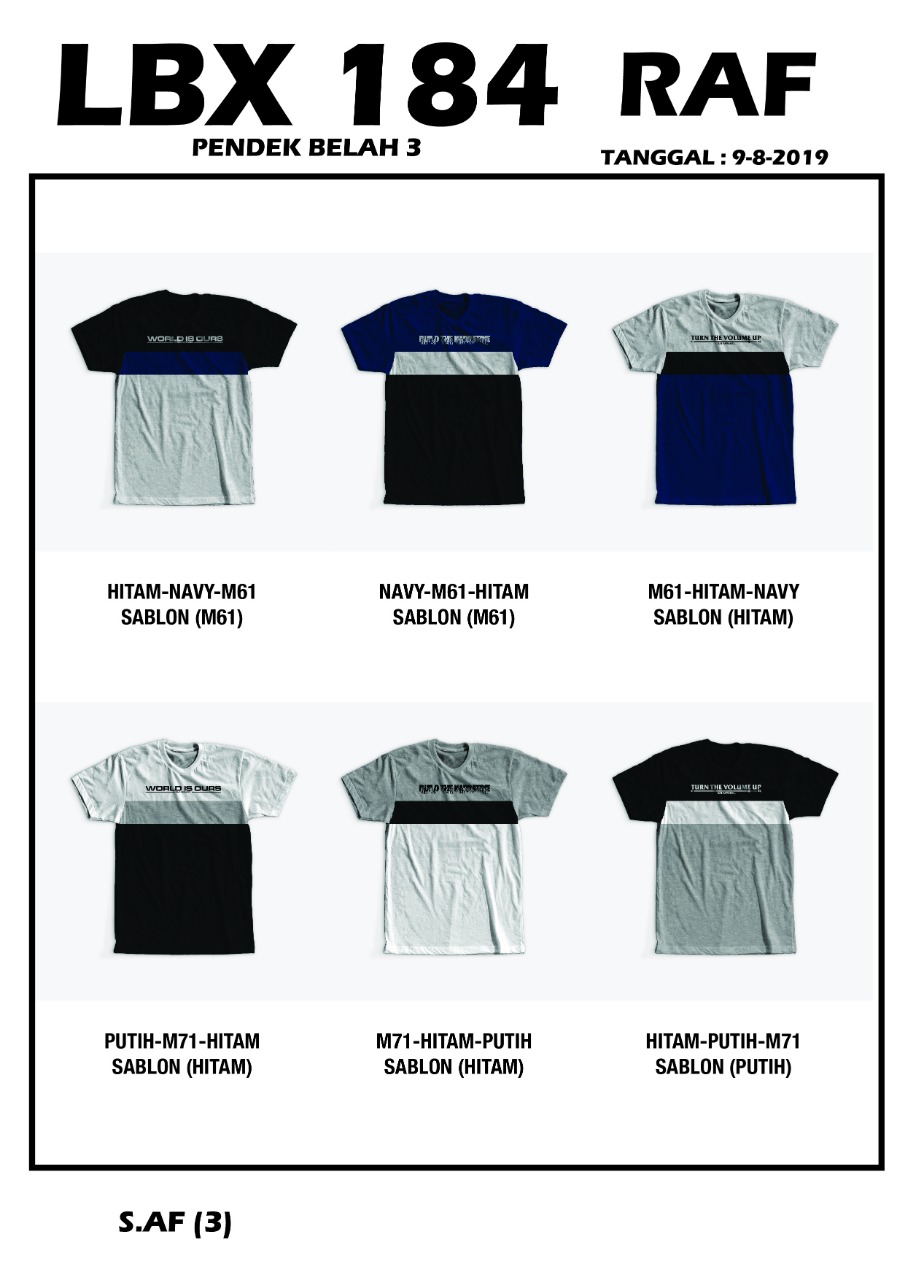 LBX 184 RAF
PENDEK BELAH 3
TANGGAL : 9-8-2019
WORLD IS OURS
TURN THE VOLUME UP
HITAM-NAVY-M61
SABLON (M61)
NAVY-M61-HITAM
SABLON (M61)
M61-HITAM-NAVY
SABLON (HITAM)
WORLD IS OURS
TURN THE VOLUME UP
PUTIH-M71-HITAM
SABLON (HITAM)
M71-HITAM-PUTIH
SABLON (HITAM)
HITAM-PUTIH-M71
SABLON (PUTIH)
S.AF (3)